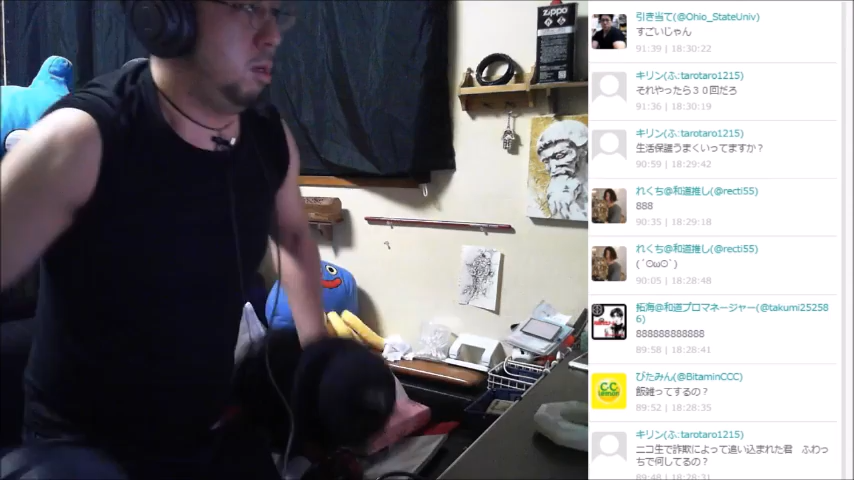 zippo
引き当て(@Ohio_StateUniv)
すごいじゃん
91:39 | 18:30:22
キリン(ふ:tarotaro1215)
それやったら３０回だろ
91:36 | 18:30:19
キリン(ふ:tarotaro1215)
生活保護うまくいってますか？
90:59 | 18:29:42
れくち@和道推し(@recti55)
888
90:35 | 18:29:18
れくち@和道推し(@recti55)
(´⊙ω⊙`)
90:05 | 18:28:48
拓海@和道プロマネージャー(@takumi25258
6)
888888888888
89:58 | 18:28:41
びたみん(@BitaminCCC)
飯雑ってするの？
89:52 | 18:28:35
キリン(ふ:tarotaro1215)
ニコ生で詐欺によって追い込まれた君　ふわっ
ちで何してるの？
89:48 | 18:28:31